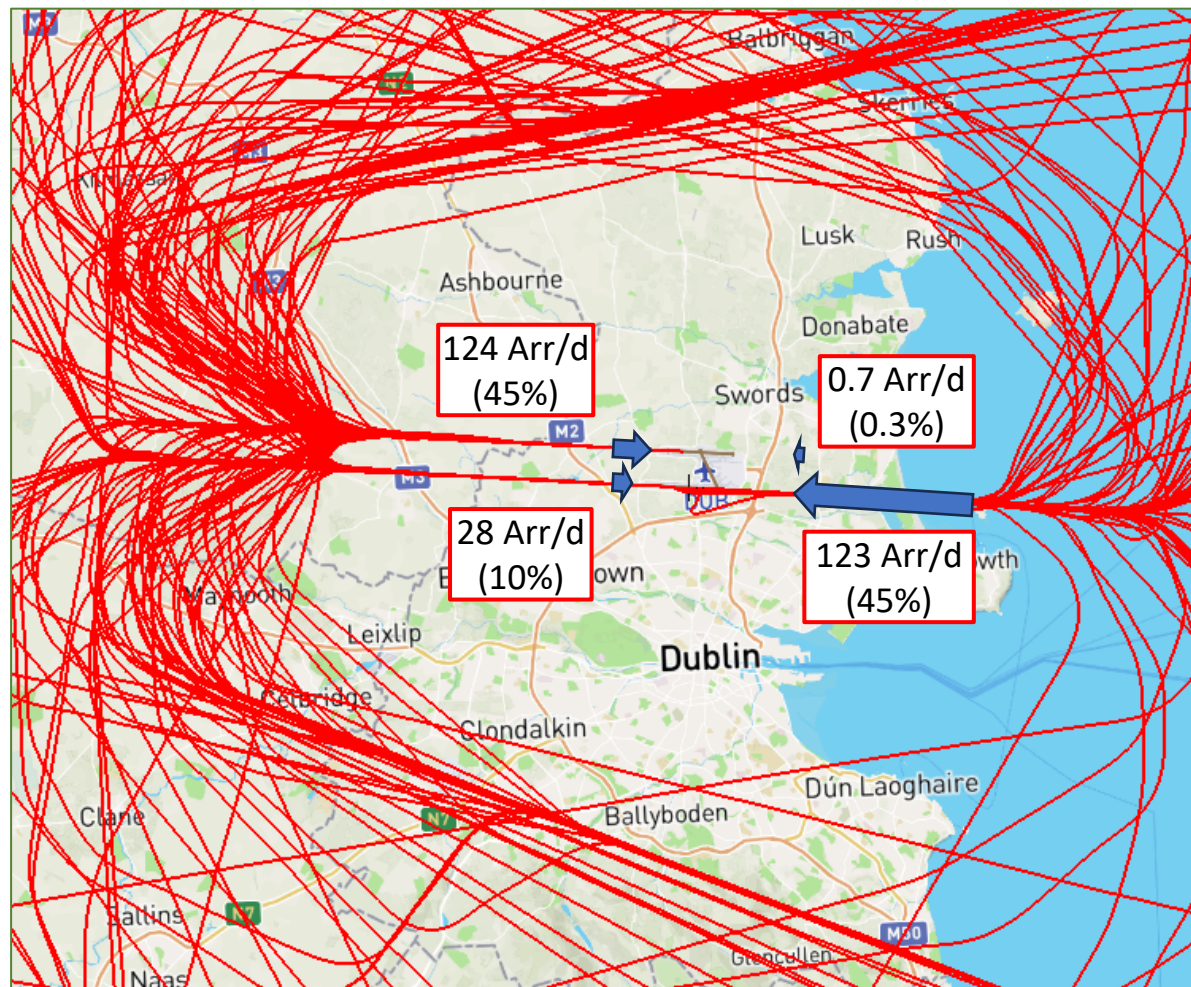 Balbriggan
Skerries
Lusk
Rush
Ashbourne
Donabate
124 Arr/d
(45%)
Swords
0.7 Arr/d
(0.3%)
M2
M3
DUB
28 Arr/d
(10%)
123 Arr/d
(45%)
own
wth
Maynooth
Leixlip
Dublin
Celbridge
Clondalkin
Dún Laoghaire
Clane
N7
Ballyboden
Sallins
N7
M50
Glencullen
Naas